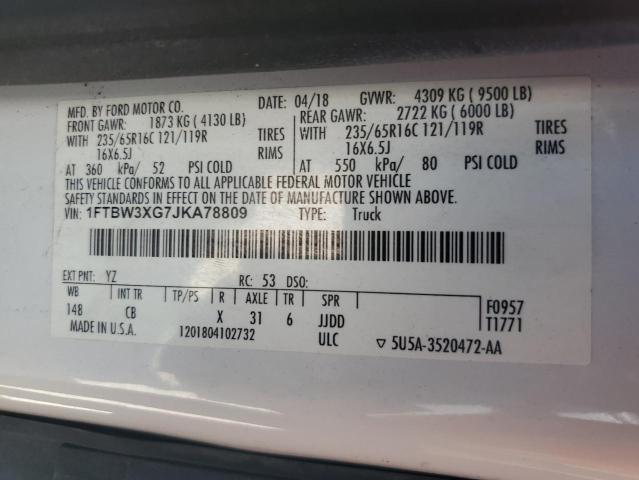 MFD. BY FORD MOTOR CO. DATE: 04/18 GVWR: 4309 KG ( 9500 LB)
FRONT GAWR: 1873 KG ( 4130 LB) REAR GAWR: 2722 KG ( 6000 LB)
WITH 235/65R16C 121/119R TIRES WITH 235/65R16C 121/119R TIRES
16X6.5J RIMS 16X6.5J RIMS
AT 360 kPa/ 52 PSI COLD AT 550 kPa/ 80 PSI COLD
THIS VEHICLE CONFORMS TO ALL APPLICABLE FEDERAL MOTOR VEHICLE
SAFETY STANDARDS IN EFFECT ON THE DATE OF MANUFACTURE SHOWN ABOVE.
VIN: 1FTBW3XG7JKA78809 TYPE: Truck
EXT PNT: YZ RC: 53 DSO:
WB INT TR TP/PS R AXLE TR SPR F0957
148 CB X 31 6 JJDD T1771
MADE IN U.S.A. 1201804102732 ULC ▽ 5U5A-3520472-AA